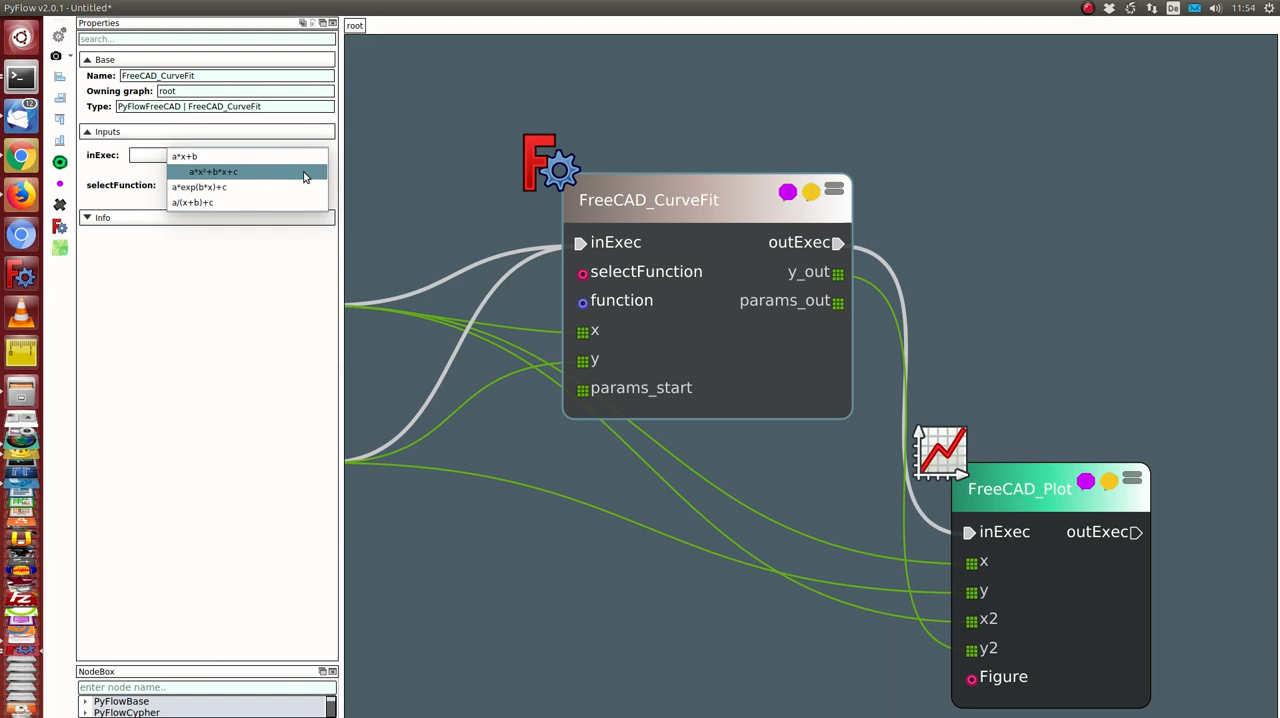 PyFlow v2.0.1 - Untitled*
De
11:54
12
Properties
search...
Base
Name: FreeCAD_CurveFit
Owning graph: root
Type: PyFlowFreeCAD | FreeCAD_CurveFit
Inputs
inExec:
selectFunction:
a*x+b
a*x²+b*x+c
a*exp(b*x)+c
a/(x+b)+c
Info
NodeBox
enter node name..
PyFlowBase
PyFlowCypher
root
FreeCAD_CurveFit
inExec outExec
selectFunction y_out
function params_out
x
y
params_start
FreeCAD_Plot
inExec outExec
x
y
x2
y2
Figure